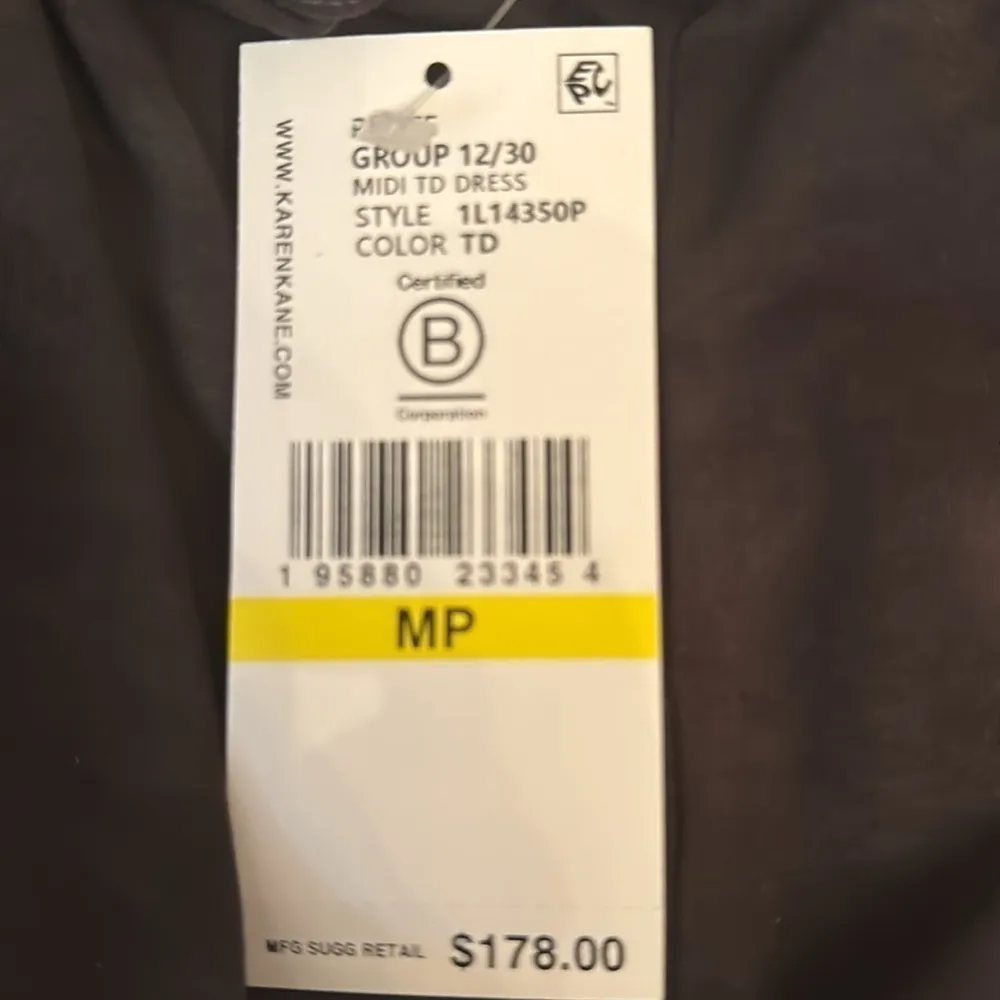 EPC
GROUP 12/30
MIDI TD DRESS
STYLE 1L14350P
COLOR TD
WWW.KARENKANE.COM
Certified
B
Corporation
1 95880 23345 4
MP
MFG SUGG RETAIL $178.00